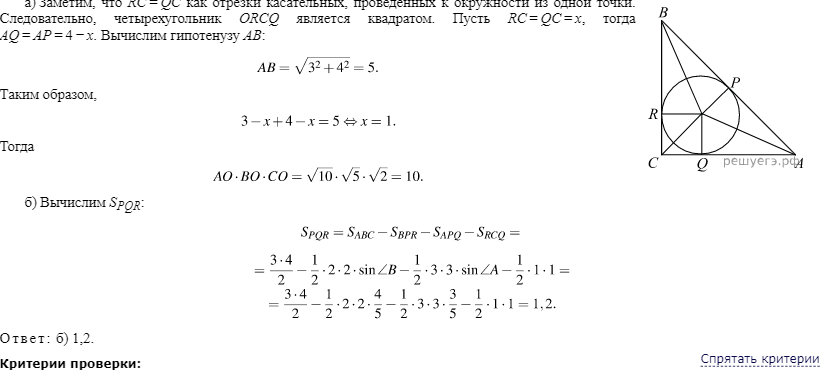 а) Заметим, что RC = QC как отрезки касательных, проведенных к окружности из одной точки.
Следовательно, четырехугольник ORCQ является квадратом. Пусть RC = QC = x, тогда
AQ = AP = 4 − x. Вычислим гипотенузу AB:
AB = √(3² + 4²) = 5.
Таким образом,
3 − x + 4 − x = 5 ⇔ x = 1.
Тогда
AO · BO · CO = √10 · √5 · √2 = 10.
б) Вычислим S_PQR:
S_PQR = S_ABC − S_BPR − S_APQ − S_RCQ =
= 3·4/2 − 1/2 · 2 · 2 · sin∠B − 1/2 · 3 · 3 · sin∠A − 1/2 · 1 · 1 =
= 3·4/2 − 1/2 · 2 · 2 · 4/5 − 1/2 · 3 · 3 · 3/5 − 1/2 · 1 · 1 = 1,2.
Ответ: б) 1,2.
Критерии проверки:
Спрятать критерии
B
P
R
C
Q
A
решуегэ.рф